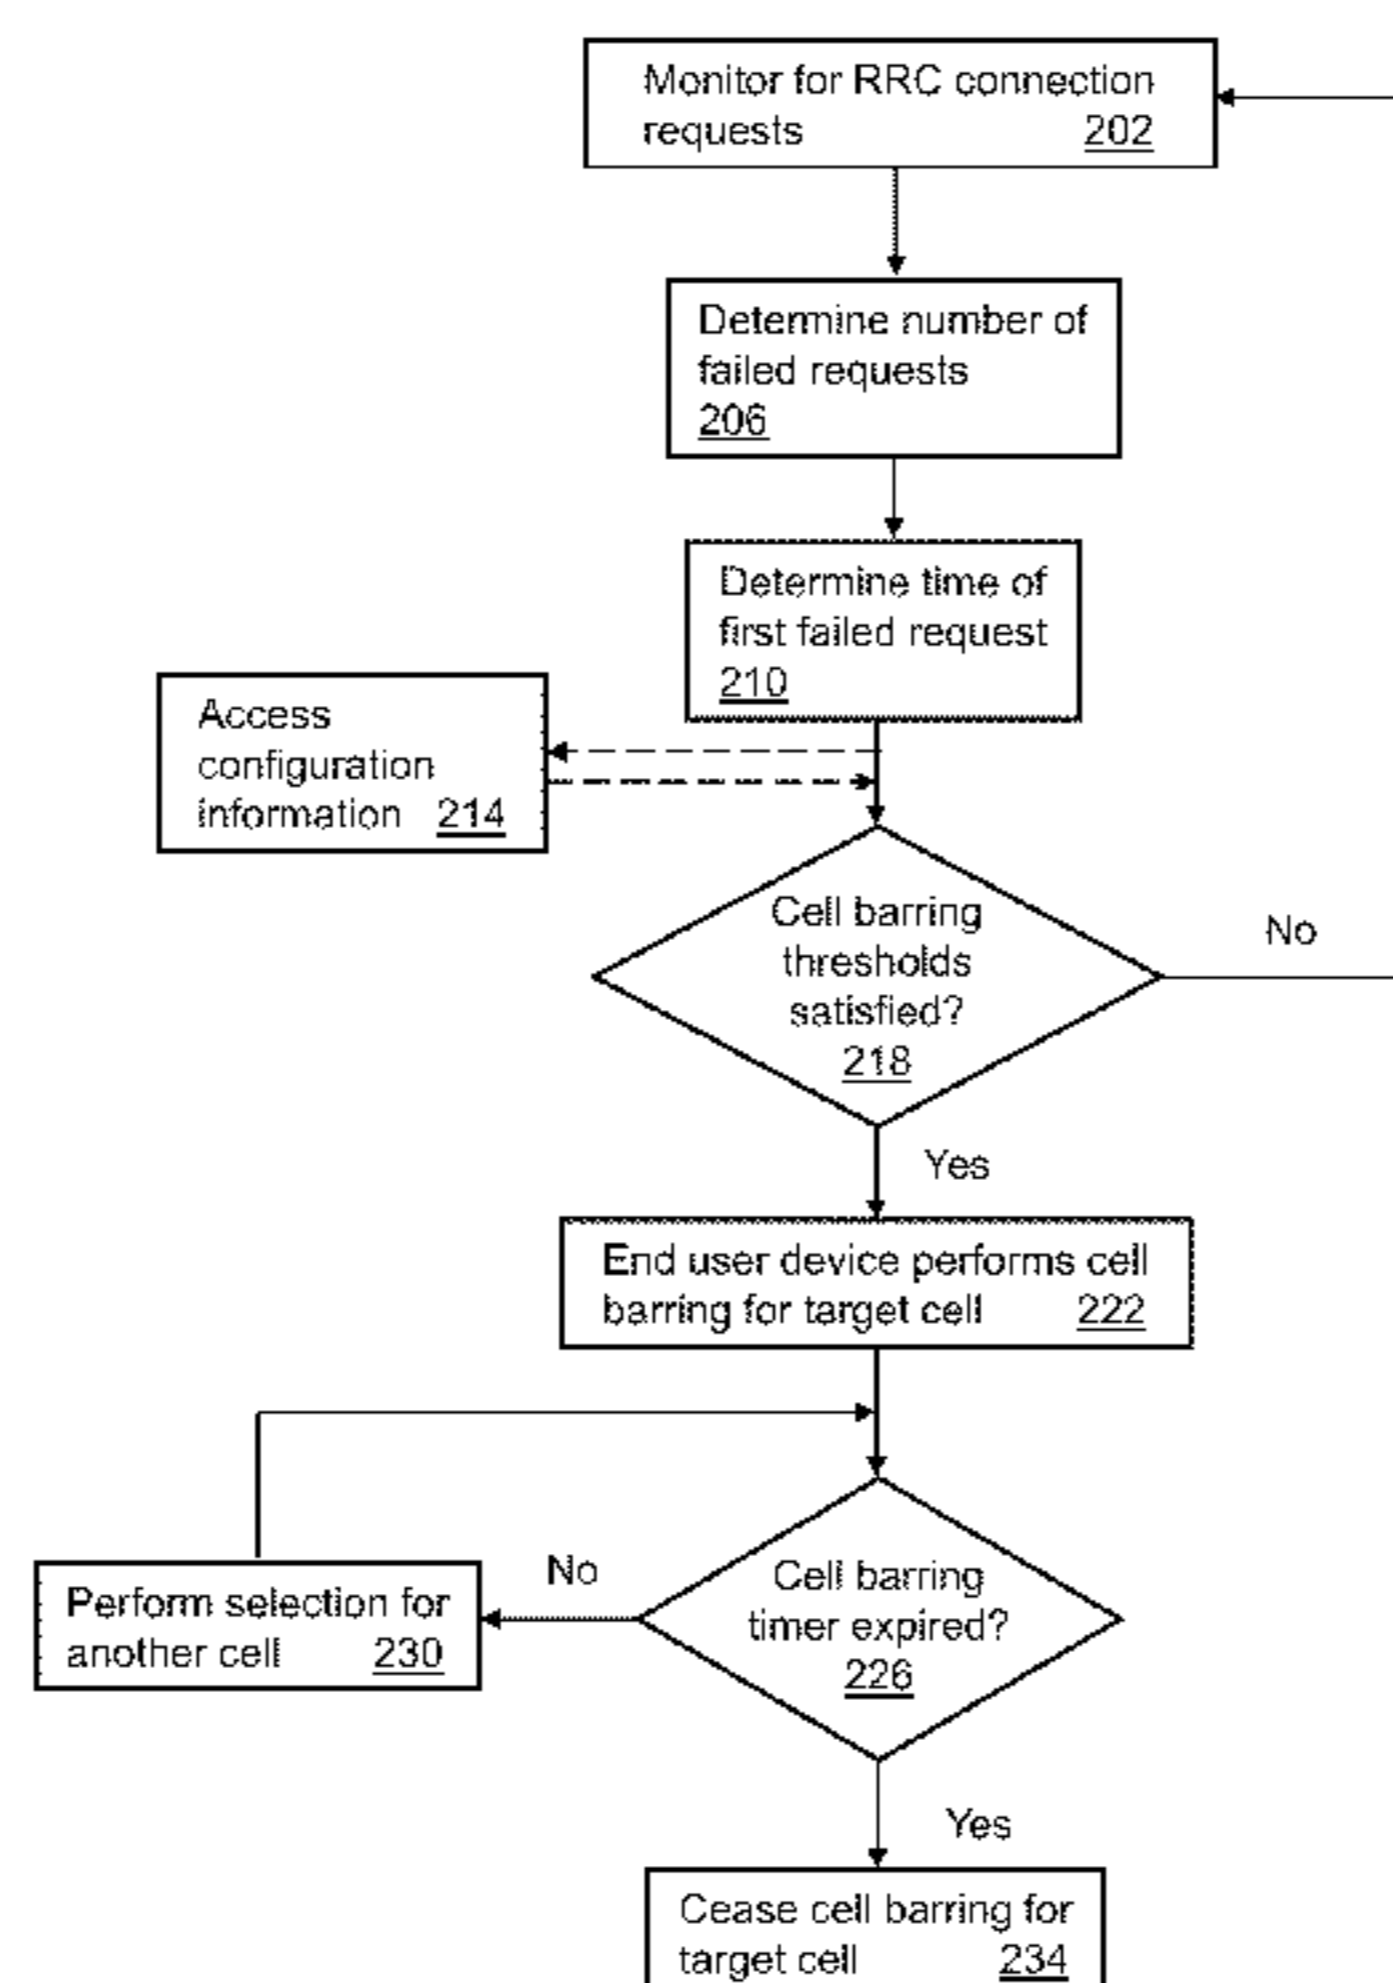 Monitor for RRC connection
requests 202
Determine number of
failed requests
206
Determine time of
first failed request
210
Access
configuration
information 214
Cell barring
thresholds
satisfied?
218
No
Yes
End user device performs cell
barring for target cell 222
Cell barring
timer expired?
226
No
Perform selection for
another cell 230
Yes
Cease cell barring for
target cell 234